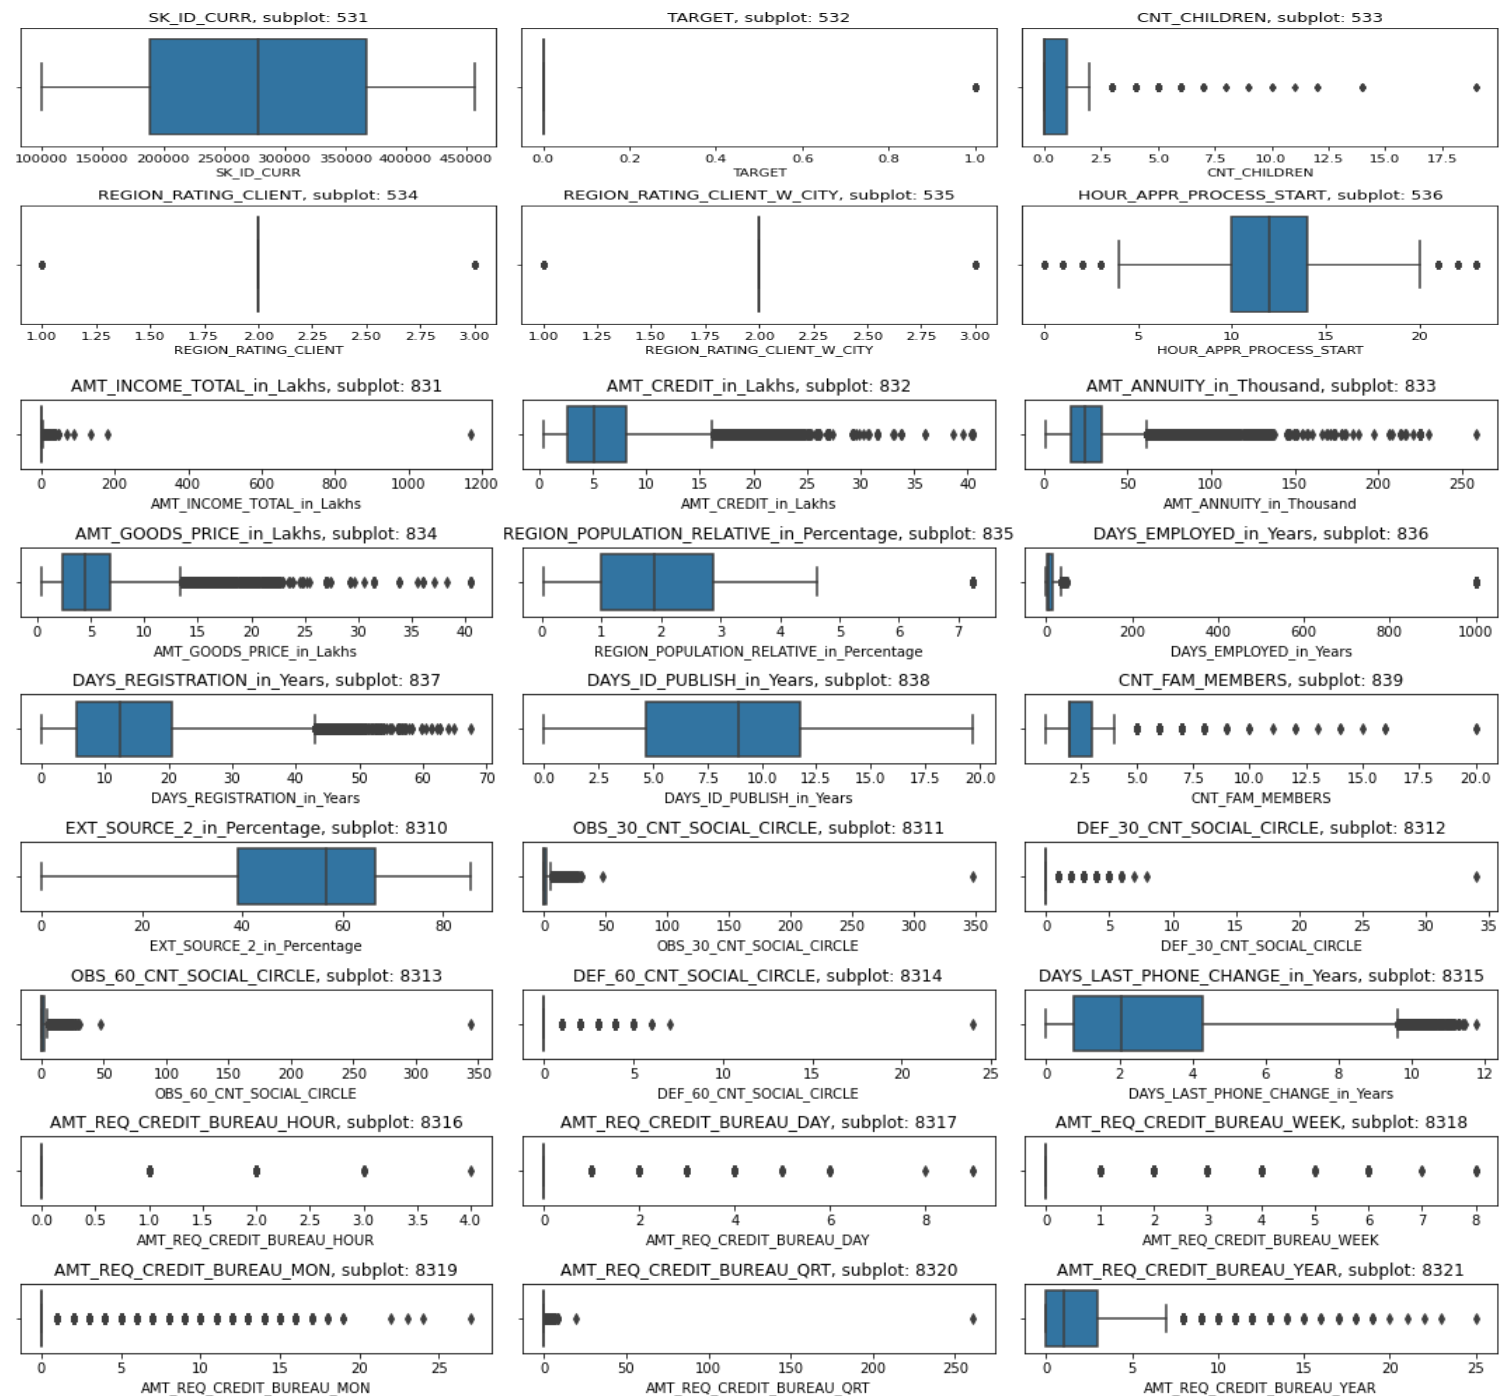 SK_ID_CURR, subplot: 531
100000 150000 200000 250000 300000 350000 400000 450000
SK_ID_CURR
TARGET, subplot: 532
0.0 0.2 0.4 0.6 0.8 1.0
TARGET
CNT_CHILDREN, subplot: 533
0.0 2.5 5.0 7.5 10.0 12.5 15.0 17.5
CNT_CHILDREN
REGION_RATING_CLIENT, subplot: 534
1.00 1.25 1.50 1.75 2.00 2.25 2.50 2.75 3.00
REGION_RATING_CLIENT
REGION_RATING_CLIENT_W_CITY, subplot: 535
1.00 1.25 1.50 1.75 2.00 2.25 2.50 2.75 3.00
REGION_RATING_CLIENT_W_CITY
HOUR_APPR_PROCESS_START, subplot: 536
0 5 10 15 20
HOUR_APPR_PROCESS_START
AMT_INCOME_TOTAL_in_Lakhs, subplot: 831
0 200 400 600 800 1000 1200
AMT_INCOME_TOTAL_in_Lakhs
AMT_CREDIT_in_Lakhs, subplot: 832
0 5 10 15 20 25 30 35 40
AMT_CREDIT_in_Lakhs
AMT_ANNUITY_in_Thousand, subplot: 833
0 50 100 150 200 250
AMT_ANNUITY_in_Thousand
AMT_GOODS_PRICE_in_Lakhs, subplot: 834
0 5 10 15 20 25 30 35 40
AMT_GOODS_PRICE_in_Lakhs
REGION_POPULATION_RELATIVE_in_Percentage, subplot: 835
0 1 2 3 4 5 6 7
REGION_POPULATION_RELATIVE_in_Percentage
DAYS_EMPLOYED_in_Years, subplot: 836
0 200 400 600 800 1000
DAYS_EMPLOYED_in_Years
DAYS_REGISTRATION_in_Years, subplot: 837
0 10 20 30 40 50 60 70
DAYS_REGISTRATION_in_Years
DAYS_ID_PUBLISH_in_Years, subplot: 838
0.0 2.5 5.0 7.5 10.0 12.5 15.0 17.5 20.0
DAYS_ID_PUBLISH_in_Years
CNT_FAM_MEMBERS, subplot: 839
2.5 5.0 7.5 10.0 12.5 15.0 17.5 20.0
CNT_FAM_MEMBERS
EXT_SOURCE_2_in_Percentage, subplot: 8310
0 20 40 60 80
EXT_SOURCE_2_in_Percentage
OBS_30_CNT_SOCIAL_CIRCLE, subplot: 8311
0 50 100 150 200 250 300 350
OBS_30_CNT_SOCIAL_CIRCLE
DEF_30_CNT_SOCIAL_CIRCLE, subplot: 8312
0 5 10 15 20 25 30 35
DEF_30_CNT_SOCIAL_CIRCLE
OBS_60_CNT_SOCIAL_CIRCLE, subplot: 8313
0 50 100 150 200 250 300 350
OBS_60_CNT_SOCIAL_CIRCLE
DEF_60_CNT_SOCIAL_CIRCLE, subplot: 8314
0 5 10 15 20 25
DEF_60_CNT_SOCIAL_CIRCLE
DAYS_LAST_PHONE_CHANGE_in_Years, subplot: 8315
0 2 4 6 8 10 12
DAYS_LAST_PHONE_CHANGE_in_Years
AMT_REQ_CREDIT_BUREAU_HOUR, subplot: 8316
0.0 0.5 1.0 1.5 2.0 2.5 3.0 3.5 4.0
AMT_REQ_CREDIT_BUREAU_HOUR
AMT_REQ_CREDIT_BUREAU_DAY, subplot: 8317
0 2 4 6 8
AMT_REQ_CREDIT_BUREAU_DAY
AMT_REQ_CREDIT_BUREAU_WEEK, subplot: 8318
0 1 2 3 4 5 6 7 8
AMT_REQ_CREDIT_BUREAU_WEEK
AMT_REQ_CREDIT_BUREAU_MON, subplot: 8319
0 5 10 15 20 25
AMT_REQ_CREDIT_BUREAU_MON
AMT_REQ_CREDIT_BUREAU_QRT, subplot: 8320
0 50 100 150 200 250
AMT_REQ_CREDIT_BUREAU_QRT
AMT_REQ_CREDIT_BUREAU_YEAR, subplot: 8321
0 5 10 15 20 25
AMT_REQ_CREDIT_BUREAU_YEAR